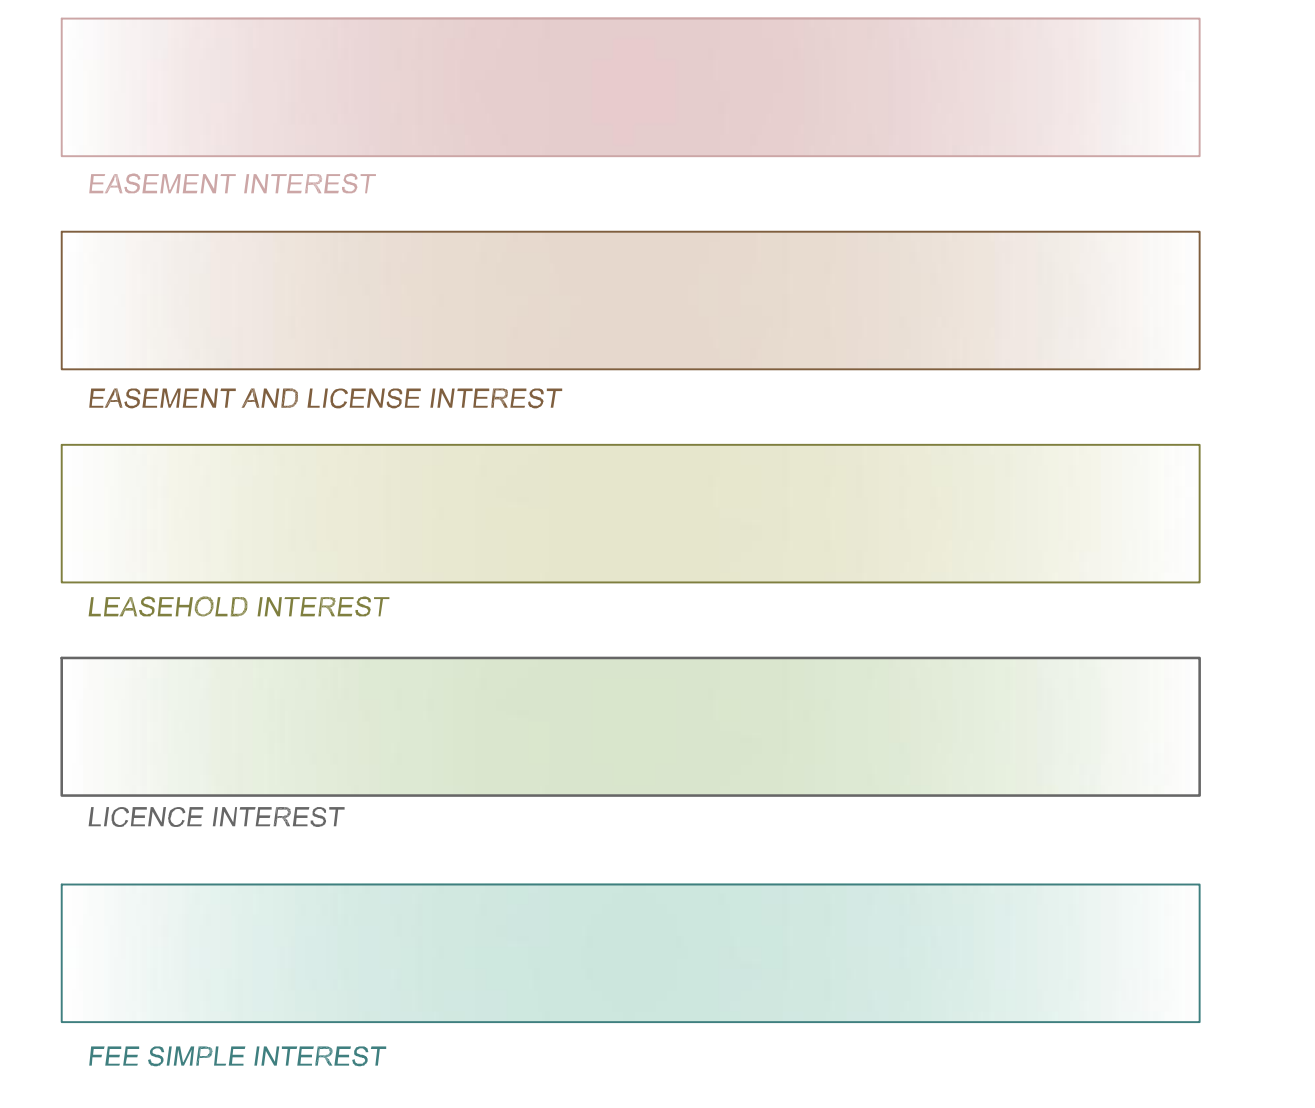 EASEMENT INTEREST
EASEMENT AND LICENSE INTEREST
LEASEHOLD INTEREST
LICENCE INTEREST
FEE SIMPLE INTEREST